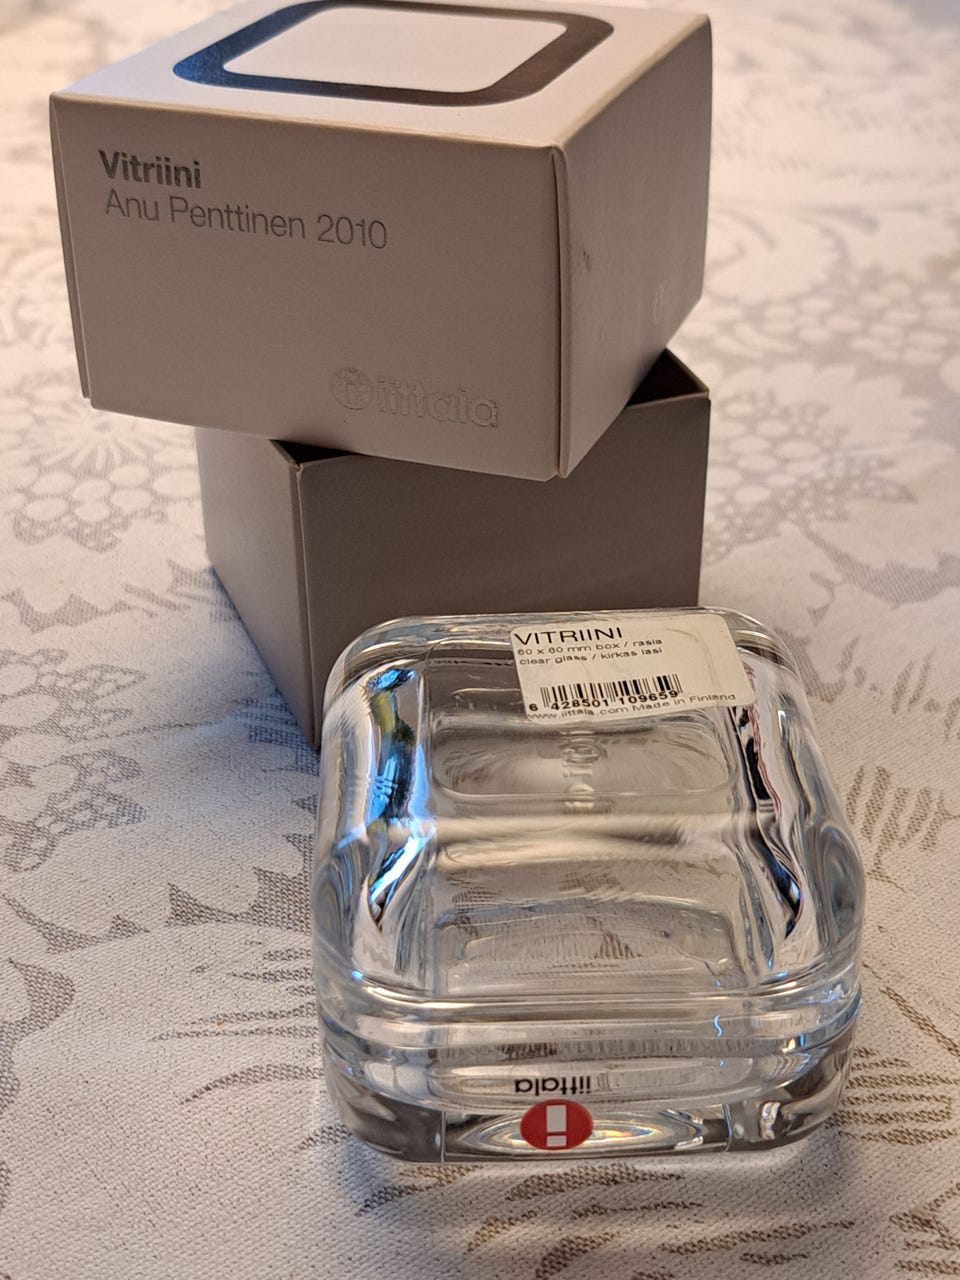 Vitriini
Anu Penttinen 2010
iittala
VITRIINI
60 x 60 mm box / rasia
clear glass / kirkas lasi
6 428501 109659
www.iittala.com Made in Finland
iittala